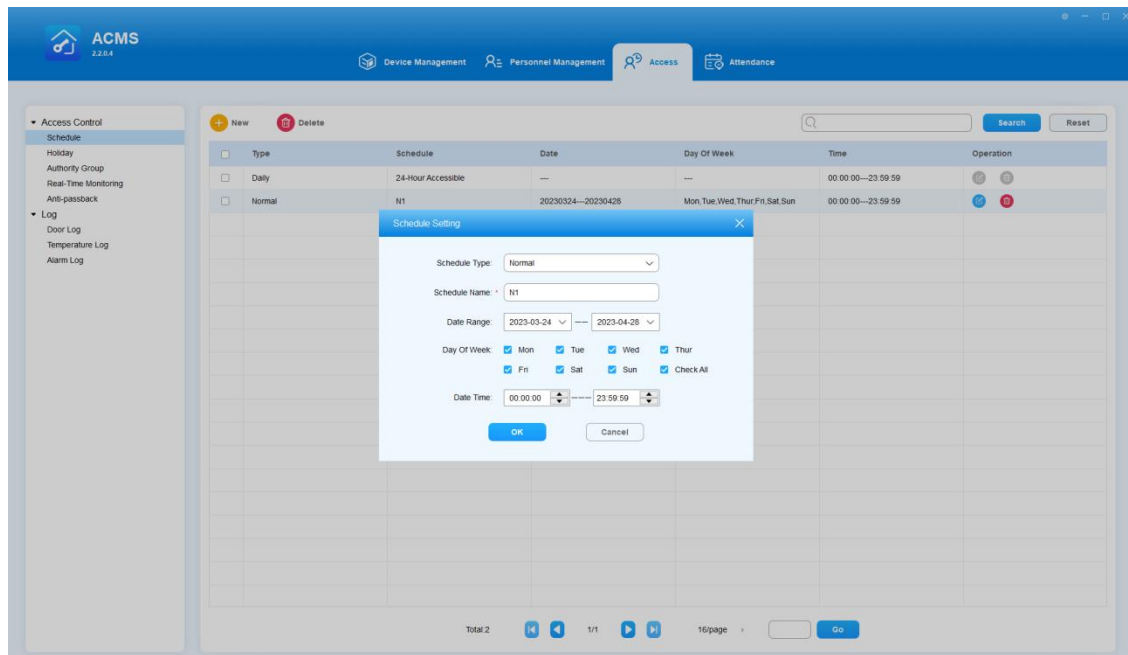 ACMS
2.2.0.4
Device Management
Personnel Management
Access
Attendance
Access Control
Schedule
Holiday
Authority Group
Real-Time Monitoring
Anti-passback
Log
Door Log
Temperature Log
Alarm Log
New
Delete
Search
Reset
Type Schedule Date Day Of Week Time Operation
Daily 24-Hour Accessible --- --- 00:00:00---23:59:59
Normal N1 20230324---20230428 Mon,Tue,Wed,Thur,Fri,Sat,Sun 00:00:00---23:59:59
Schedule Setting
Schedule Type: Normal
Schedule Name: * N1
Date Range: 2023-03-24 —— 2023-04-28
Day Of Week: Mon Tue Wed Thur
Fri Sat Sun Check All
Date Time: 00:00:00 ---- 23:59:59
OK
Cancel
Total:2
1/1
16/page
Go